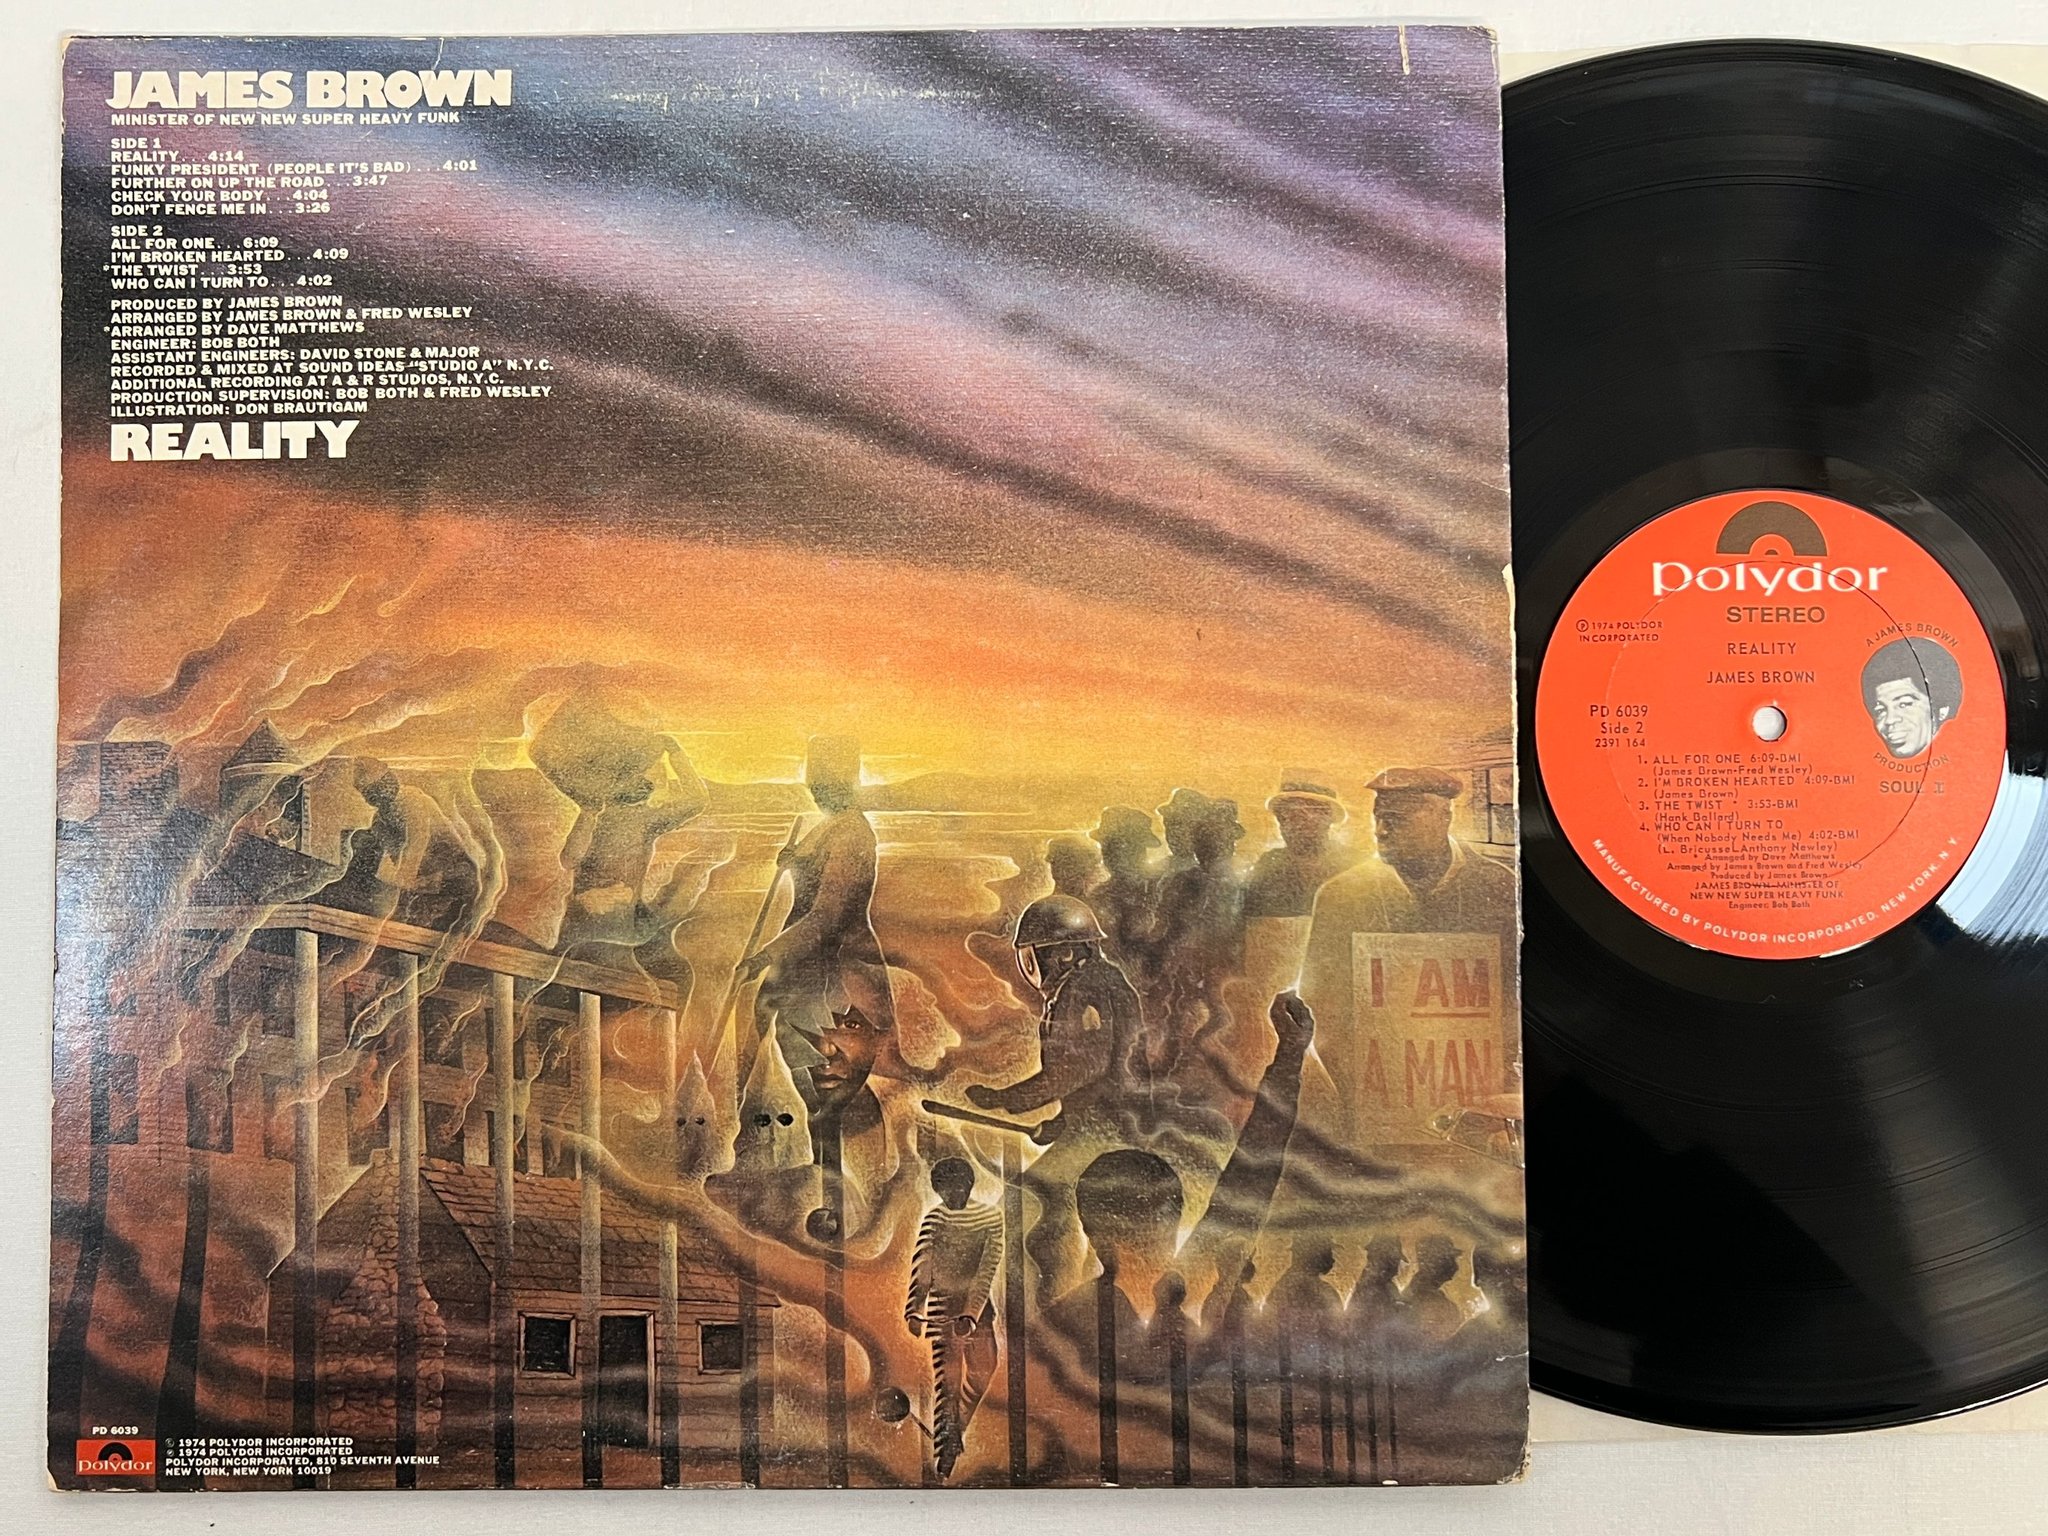 JAMES BROWN
MINISTER OF NEW NEW SUPER HEAVY FUNK
SIDE 1
REALITY...4:14
FUNKY PRESIDENT (PEOPLE IT'S BAD)...4:01
FURTHER ON UP THE ROAD...3:47
CHECK YOUR BODY...4:04
DON'T FENCE ME IN...3:26
SIDE 2
ALL FOR ONE...6:09
I'M BROKEN HEARTED...4:09
*THE TWIST...3:53
WHO CAN I TURN TO...4:02
PRODUCED BY JAMES BROWN
ARRANGED BY JAMES BROWN & FRED WESLEY
*ARRANGED BY DAVE MATTHEWS
ENGINEER: BOB BOTH
ASSISTANT ENGINEERS: DAVID STONE & MAJOR
RECORDED & MIXED AT SOUND IDEAS "STUDIO A" N.Y.C.
ADDITIONAL RECORDING AT A & R STUDIOS, N.Y.C.
PRODUCTION SUPERVISION: BOB BOTH & FRED WESLEY
ILLUSTRATION: DON BRAUTIGAM
REALITY
I AM
A MAN
PD 6039
polydor
© 1974 POLYDOR INCORPORATED
℗ 1974 POLYDOR INCORPORATED
POLYDOR INCORPORATED, 810 SEVENTH AVENUE
NEW YORK, NEW YORK 10019
polydor
STEREO
℗ 1974 POLYDOR
INCORPORATED
REALITY
JAMES BROWN
A JAMES BROWN
PRODUCTION
SOUL I
PD 6039
Side 2
2391 164
1. ALL FOR ONE 6:09-BMI
(James Brown-Fred Wesley)
2. I'M BROKEN HEARTED 4:09-BMI
(James Brown)
3. THE TWIST * 3:53-BMI
(Hank Ballard)
4. WHO CAN I TURN TO
(When Nobody Needs Me) 4:02-BMI
(L. Bricusse-Anthony Newley)
* Arranged by Dave Matthews
Arranged by James Brown and Fred Wesley
Produced by James Brown
JAMES BROWN-MINISTER OF
NEW NEW SUPER HEAVY FUNK
Engineer: Bob Both
MANUFACTURED BY POLYDOR INCORPORATED, NEW YORK, N.Y.